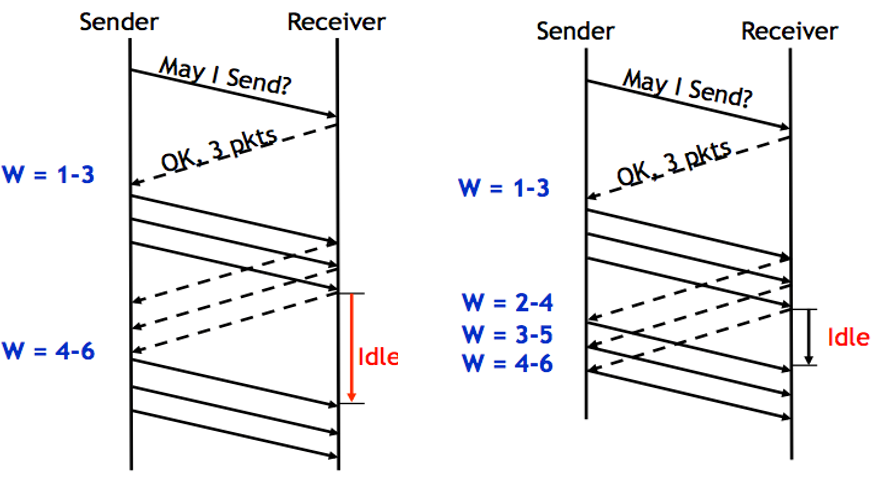 Sender Receiver
May I Send?
OK, 3 pkts
W = 1-3
W = 4-6
Idle
Sender Receiver
May I Send?
OK, 3 pkts
W = 1-3
W = 2-4
W = 3-5
W = 4-6
Idle